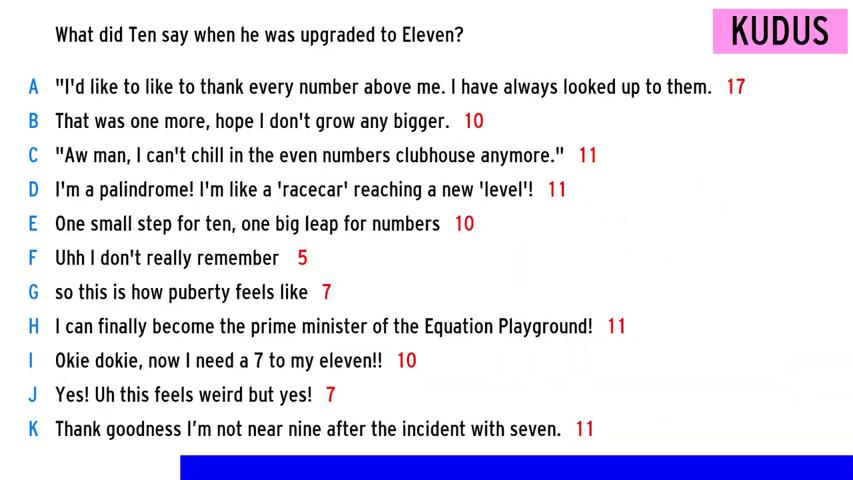 What did Ten say when he was upgraded to Eleven?
KUDUS
A "I'd like to like to thank every number above me. I have always looked up to them. 17
B That was one more, hope I don't grow any bigger. 10
C "Aw man, I can't chill in the even numbers clubhouse anymore." 11
D I'm a palindrome! I'm like a 'racecar' reaching a new 'level'! 11
E One small step for ten, one big leap for numbers 10
F Uhh I don't really remember 5
G so this is how puberty feels like 7
H I can finally become the prime minister of the Equation Playground! 11
I Okie dokie, now I need a 7 to my eleven!! 10
J Yes! Uh this feels weird but yes! 7
K Thank goodness I’m not near nine after the incident with seven. 11